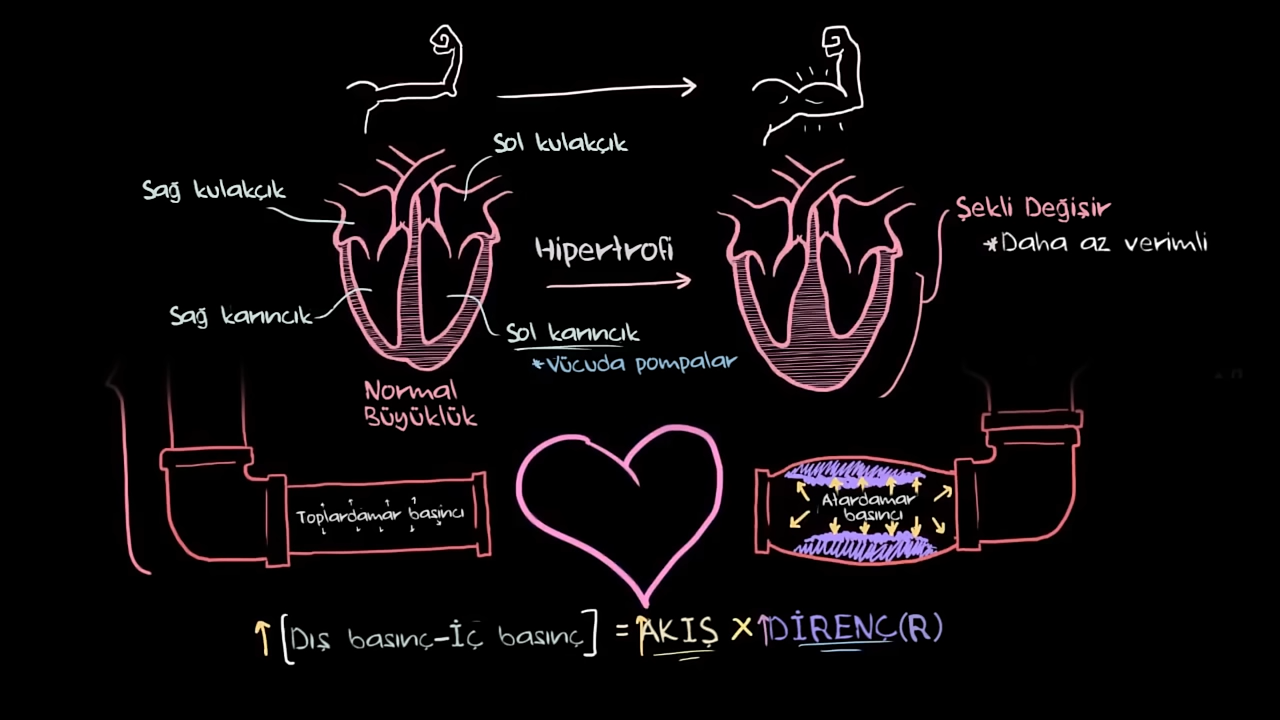 Sol kulakçık
Sağ kulakçık
Şekli Değişir
*Daha az verimli
Hipertrofi
Sağ karıncık
Sol karıncık
*Vücuda pompalar
Normal
Büyüklük
Toplardamar basıncı
Atardamar
basıncı
↑[Dış basınç-İç basınç] = ↑AKIŞ X ↑DİRENÇ(R)